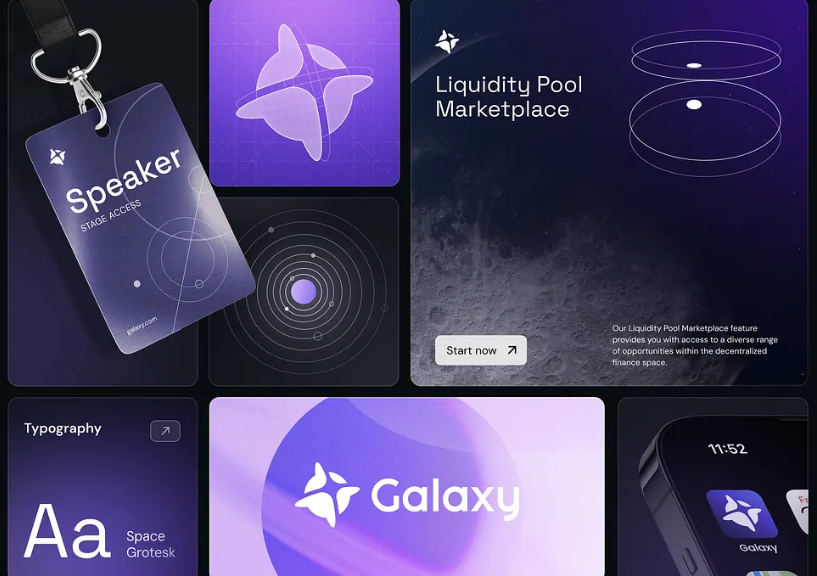 Speaker
STAGE ACCESS
galaxy.com
Liquidity Pool
Marketplace
Start now
Our Liquidity Pool Marketplace feature
provides you with access to a diverse range
of opportunities within the decentralized
finance space.
Typography
Aa
Space
Grotesk
Galaxy
11:52
Galaxy